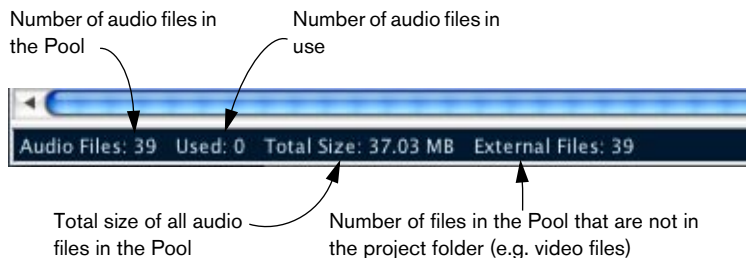 Number of audio files in
the Pool
Number of audio files in
use
Audio Files: 39 Used: 0 Total Size: 37.03 MB External Files: 39
Total size of all audio
files in the Pool
Number of files in the Pool that are not in
the project folder (e.g. video files)